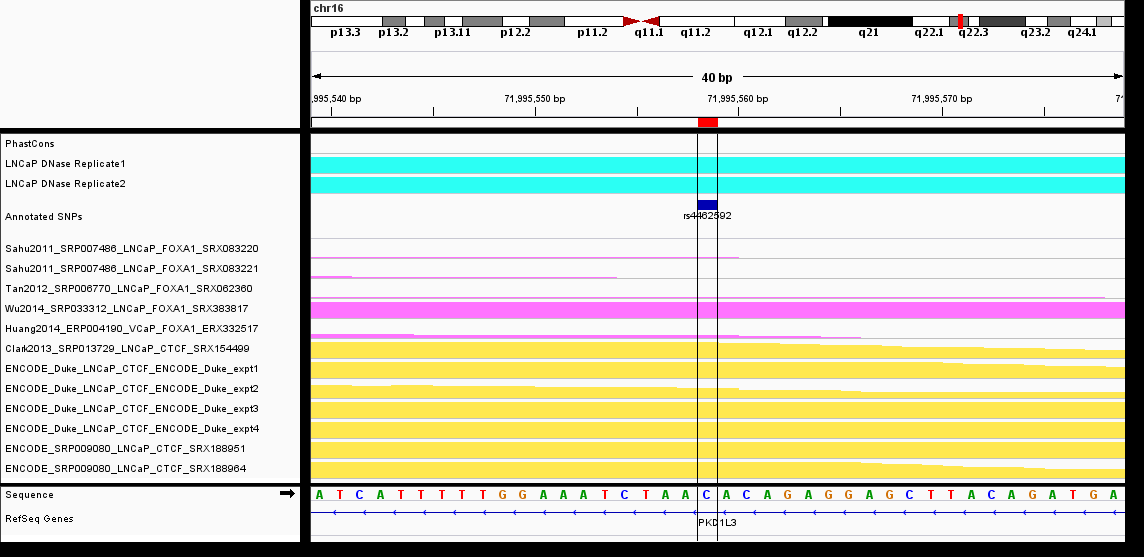 chr16
p13.3 p13.2 p13.11 p12.2 p11.2 q11.1 q11.2 q12.1 q12.2 q21 q22.1 q22.3 q23.2 q24.1
40 bp
,995,540 bp 71,995,550 bp 71,995,560 bp 71,995,570 bp 71
PhastCons
LNCaP DNase Replicate1
LNCaP DNase Replicate2
Annotated SNPs
rs4462592
Sahu2011_SRP007486_LNCaP_FOXA1_SRX083220
Sahu2011_SRP007486_LNCaP_FOXA1_SRX083221
Tan2012_SRP006770_LNCaP_FOXA1_SRX062360
Wu2014_SRP033312_LNCaP_FOXA1_SRX383817
Huang2014_ERP004190_VCaP_FOXA1_ERX332517
Clark2013_SRP013729_LNCaP_CTCF_SRX154499
ENCODE_Duke_LNCaP_CTCF_ENCODE_Duke_expt1
ENCODE_Duke_LNCaP_CTCF_ENCODE_Duke_expt2
ENCODE_Duke_LNCaP_CTCF_ENCODE_Duke_expt3
ENCODE_Duke_LNCaP_CTCF_ENCODE_Duke_expt4
ENCODE_SRP009080_LNCaP_CTCF_SRX188951
ENCODE_SRP009080_LNCaP_CTCF_SRX188964
Sequence A T C A T T T T T G G A A A T C T A A C A C A G A G G A G C T T A C A G A T G A
RefSeq Genes
PKD1L3